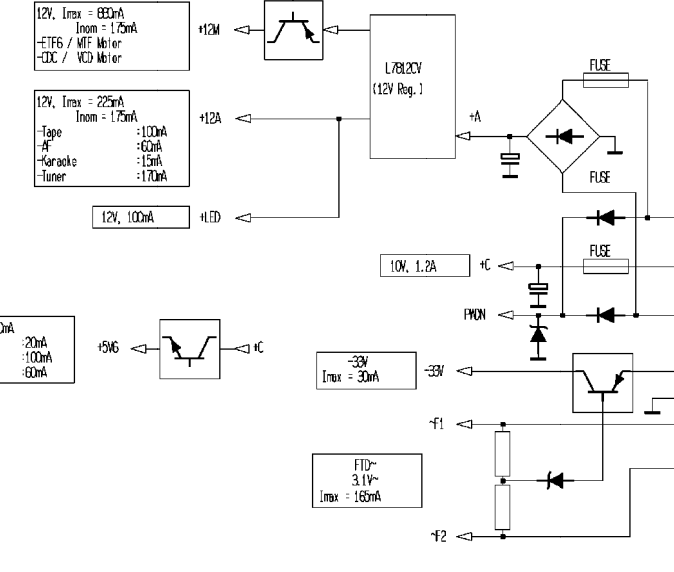 12V, Imax = 880mA
Inom = 175mA
-ETF6 / MTF Motor
-CDC / VCD Motor
+12M
L7812CV
(12V Reg.)
FUSE
12V, Imax = 225mA
Inom = 175mA
-Tape :100mA
-AF :60mA
-Karaoke :15mA
-Tuner :170mA
+12A
+A
FUSE
12V, 100mA
+LED
FUSE
10V, 1.2A
+C
PWON
0mA
:20mA
:100mA
:60mA
+5V6
+C
-33V
Imax = 30mA
-33V
~F1
FTD~
3.1V~
Imax = 165mA
~F2